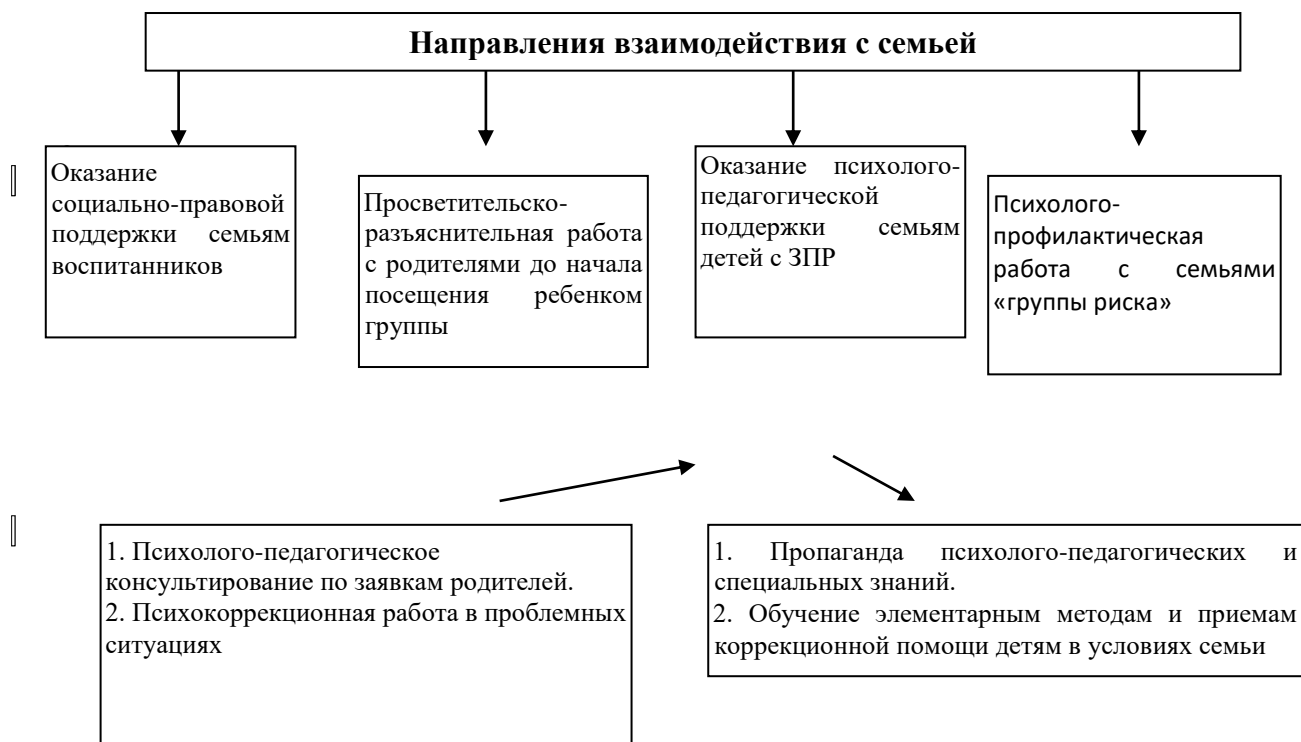 Направления взаимодействия с семьей
Оказание
социально-правовой
поддержки семьям
воспитанников
Просветительско-
разъяснительная работа
с родителями до начала
посещения ребенком
группы
Оказание психолого-
педагогической
поддержки семьям
детей с ЗПР
Психолого-
профилактическая
работа с семьями
«группы риска»
1. Психолого-педагогическое
консультирование по заявкам родителей.
2. Психокоррекционная работа в проблемных
ситуациях
1. Пропаганда психолого-педагогических и
специальных знаний.
2. Обучение элементарным методам и приемам
коррекционной помощи детям в условиях семьи